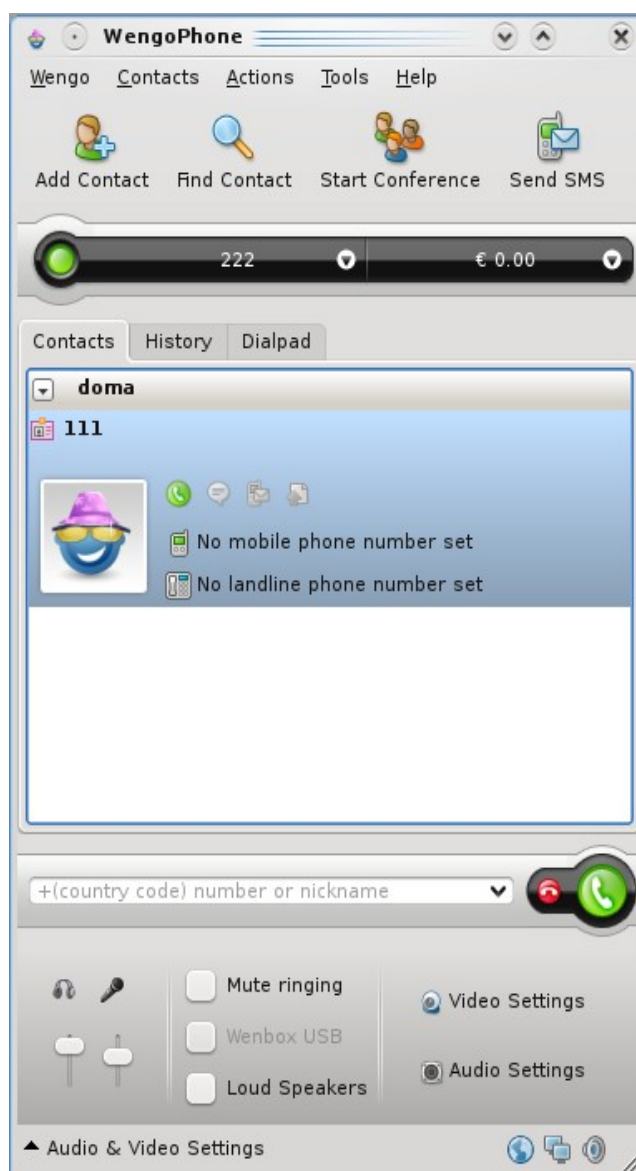 WengoPhone
Wengo Contacts Actions Tools Help
Add Contact Find Contact Start Conference Send SMS
222 € 0.00
Contacts History Dialpad
doma
111
No mobile phone number set
No landline phone number set
+(country code) number or nickname
Mute ringing
Wenbox USB
Loud Speakers
Video Settings
Audio Settings
Audio & Video Settings